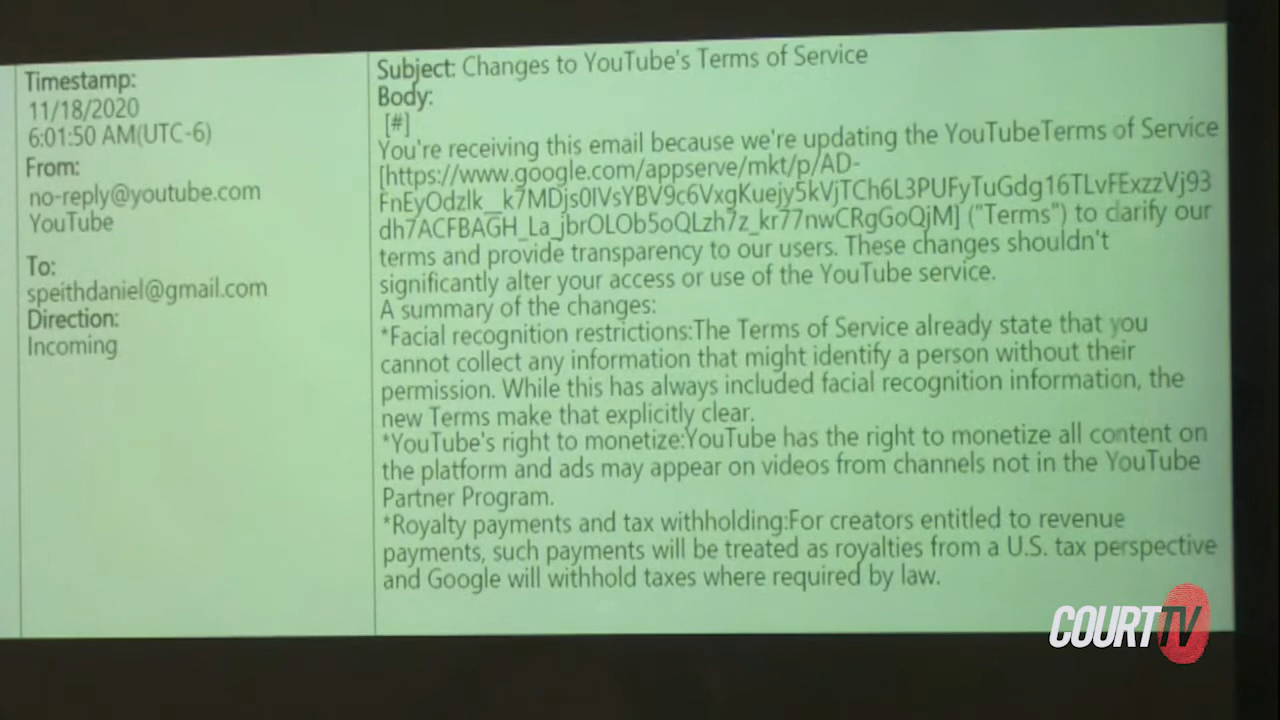 Timestamp:
11/18/2020
6:01:50 AM(UTC-6)
From:
no-reply@youtube.com
YouTube
To:
speithdaniel@gmail.com
Direction:
Incoming
Subject: Changes to YouTube's Terms of Service
Body:
[#]
You're receiving this email because we're updating the YouTubeTerms of Service
[https://www.google.com/appserve/mkt/p/AD-
FnEyOdzlk__k7MDjs0IVsYBV9c6VxgKuejy5kVjTCh6L3PUFyTuGdg16TLvFExzzVj93
dh7ACFBAGH_La_jbrOLOb5oQLzh7z_kr77nwCRgGoQjM] ("Terms") to clarify our
terms and provide transparency to our users. These changes shouldn't
significantly alter your access or use of the YouTube service.
A summary of the changes:
*Facial recognition restrictions:The Terms of Service already state that you
cannot collect any information that might identify a person without their
permission. While this has always included facial recognition information, the
new Terms make that explicitly clear.
*YouTube's right to monetize:YouTube has the right to monetize all content on
the platform and ads may appear on videos from channels not in the YouTube
Partner Program.
*Royalty payments and tax withholding:For creators entitled to revenue
payments, such payments will be treated as royalties from a U.S. tax perspective
and Google will withhold taxes where required by law.
COURT TV